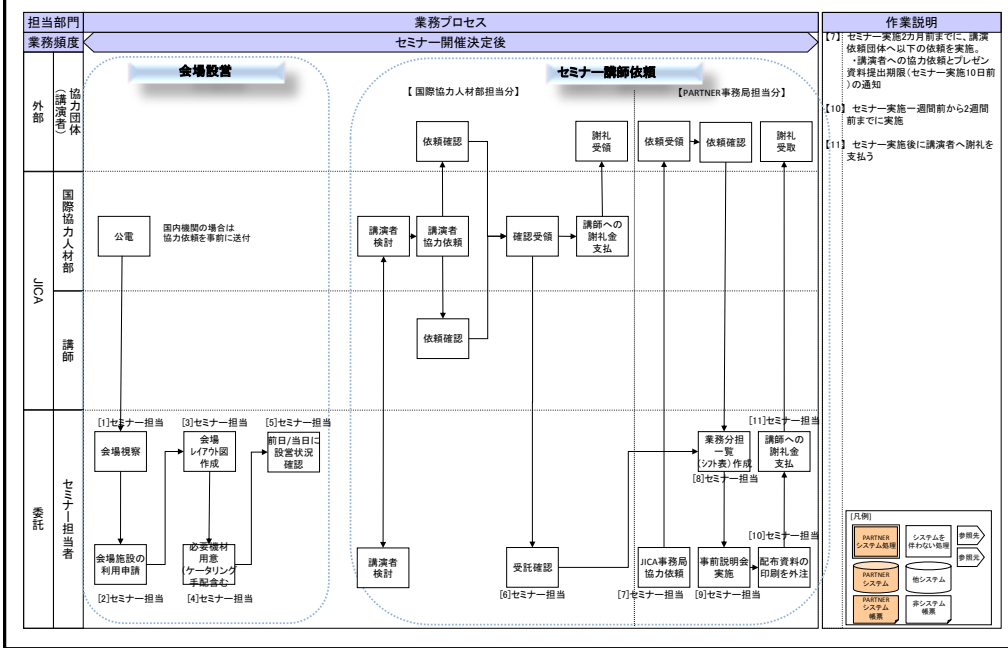 担当部門
業務プロセス
作業説明
業務頻度
セミナー開催決定後
外部
協力団体
(講演者)
JICA
国際協力人材部
講師
委託
セミナー担当者
会場設営
公電
国内機関の場合は
協力依頼を事前に送付
[1]セミナー担当
会場視察
会場施設の
利用申請
[2]セミナー担当
[3]セミナー担当
会場
レイアウト図
作成
必要機材
用意
(ケータリング
手配含む)
[4]セミナー担当
[5]セミナー担当
前日/当日に
設営状況
確認
セミナー講師依頼
【 国際協力人材部担当分】
【PARTNER事務局担当分】
依頼確認
謝礼
受領
依頼受領
依頼確認
謝礼
受取
講演者
検討
講演者
協力依頼
確認受領
講師への
謝礼金
支払
依頼確認
講演者
検討
受託確認
[6]セミナー担当
JICA事務局
協力依頼
[7]セミナー担当
業務分担
一覧
(シフト表)作成
[8]セミナー担当
事前説明会
実施
[9]セミナー担当
[10]セミナー担当
配布資料の
印刷を外注
[11]セミナー担当
講師への
謝礼金
支払
【7】 セミナー実施2カ月前までに、講演
依頼団体へ以下の依頼を実施。
・講演者への協力依頼とプレゼン
資料提出期限(セミナー実施10日前
)の通知
【10】 セミナー実施一週間前から2週間
前までに実施
【11】 セミナー実施後に講演者へ謝礼を
支払う
[凡例]
PARTNER
システム処理
システムを
伴わない処理
参照先
参照元
PARTNER
システム
他システム
PARTNER
システム
帳票
非システム
帳票